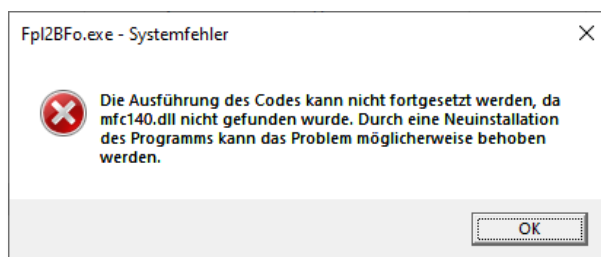 Fpl2BFo.exe - Systemfehler
Die Ausführung des Codes kann nicht fortgesetzt werden, da
mfc140.dll nicht gefunden wurde. Durch eine Neuinstallation
des Programms kann das Problem möglicherweise behoben
werden.
OK